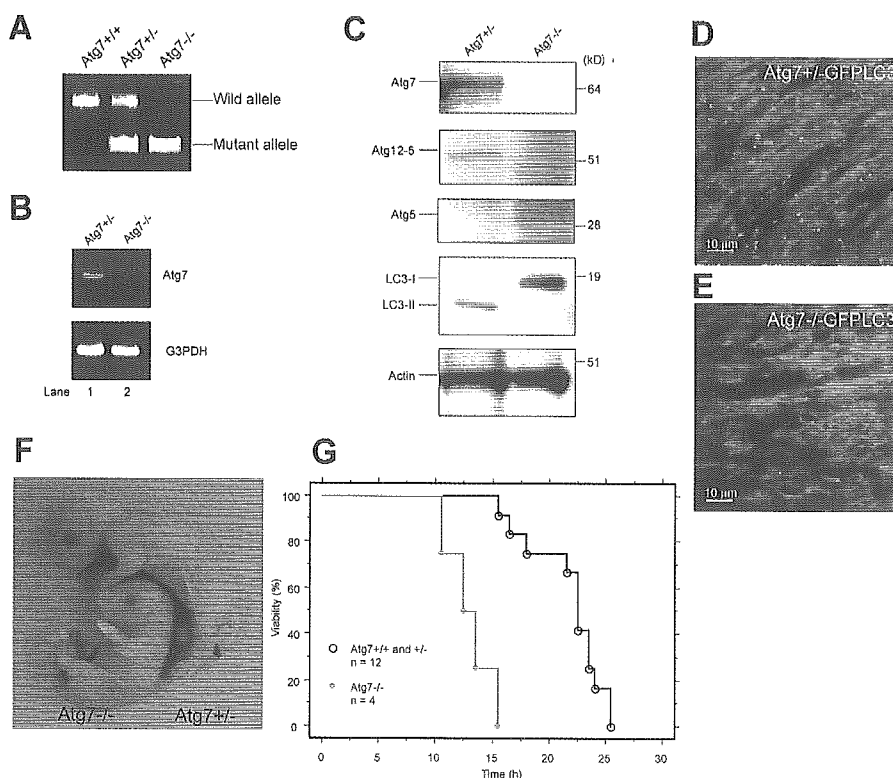 A
Atg7+/+ Atg7+/- Atg7-/-
Wild allele
Mutant allele
B
Atg7+/- Atg7-/-
Atg7
G3PDH
Lane 1 2
C
Atg7+/- Atg7-/-
(kD)
Atg7
64
Atg12-5
51
Atg5
28
LC3-I
19
LC3-II
51
Actin
D
Atg7+/-GFPLC3
10 μm
E
Atg7-/-GFPLC3
10 μm
F
Atg7-/- Atg7+/-
G
Viability (%)
100
80
60
40
20
0
Atg7+/+ and +/-
n = 12
Atg7-/-
n = 4
0 5 10 15 20 25 30
Time (h)